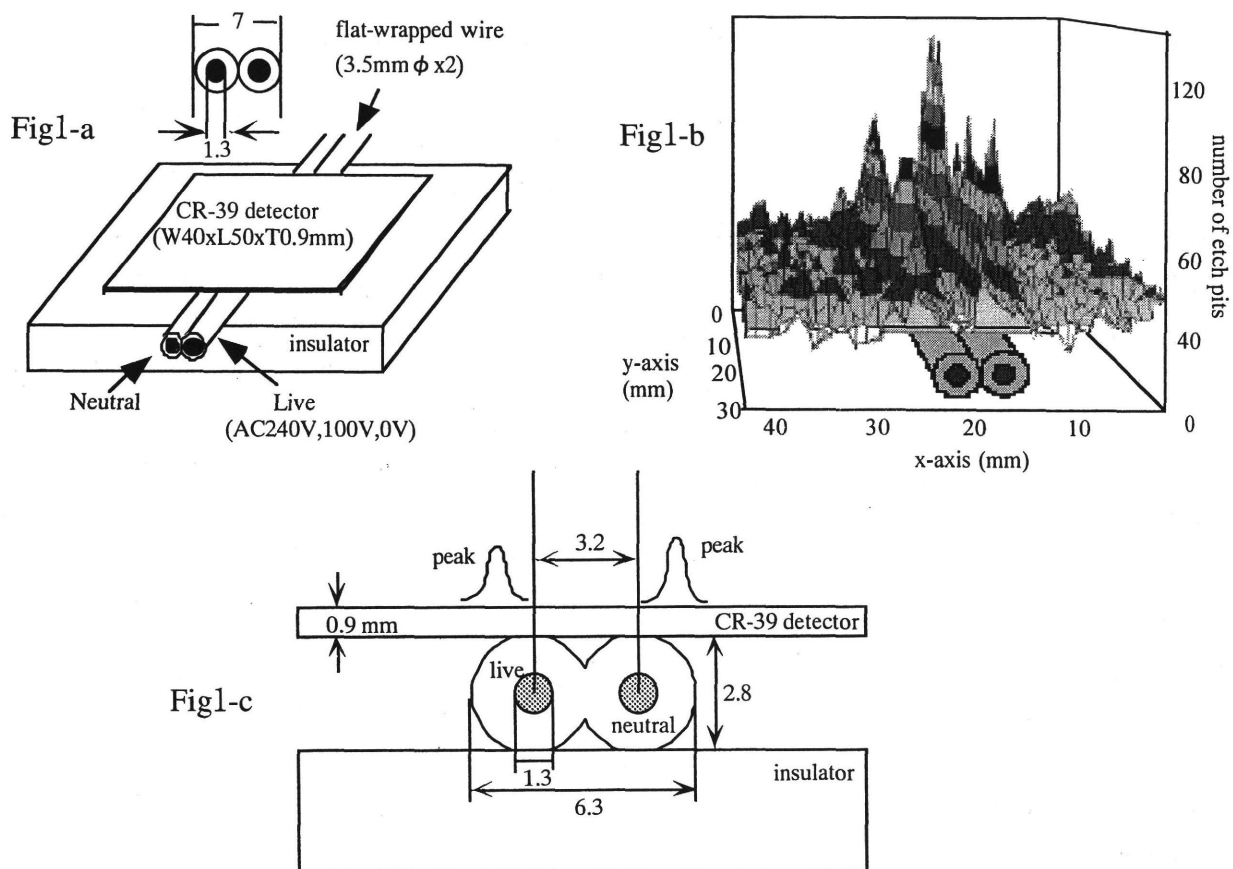 7
flat-wrapped wire
(3.5mm ϕ x2)
Fig1-a
1.3
CR-39 detector
(W40xL50xT0.9mm)
insulator
Neutral
Live
(AC240V,100V,0V)
Fig1-b
120
80
60
40
0
number of etch pits
0
10
20
30
y-axis
(mm)
40
30
20
10
x-axis (mm)
peak
3.2
peak
0.9 mm
CR-39 detector
live
2.8
Fig1-c
neutral
1.3
insulator
6.3